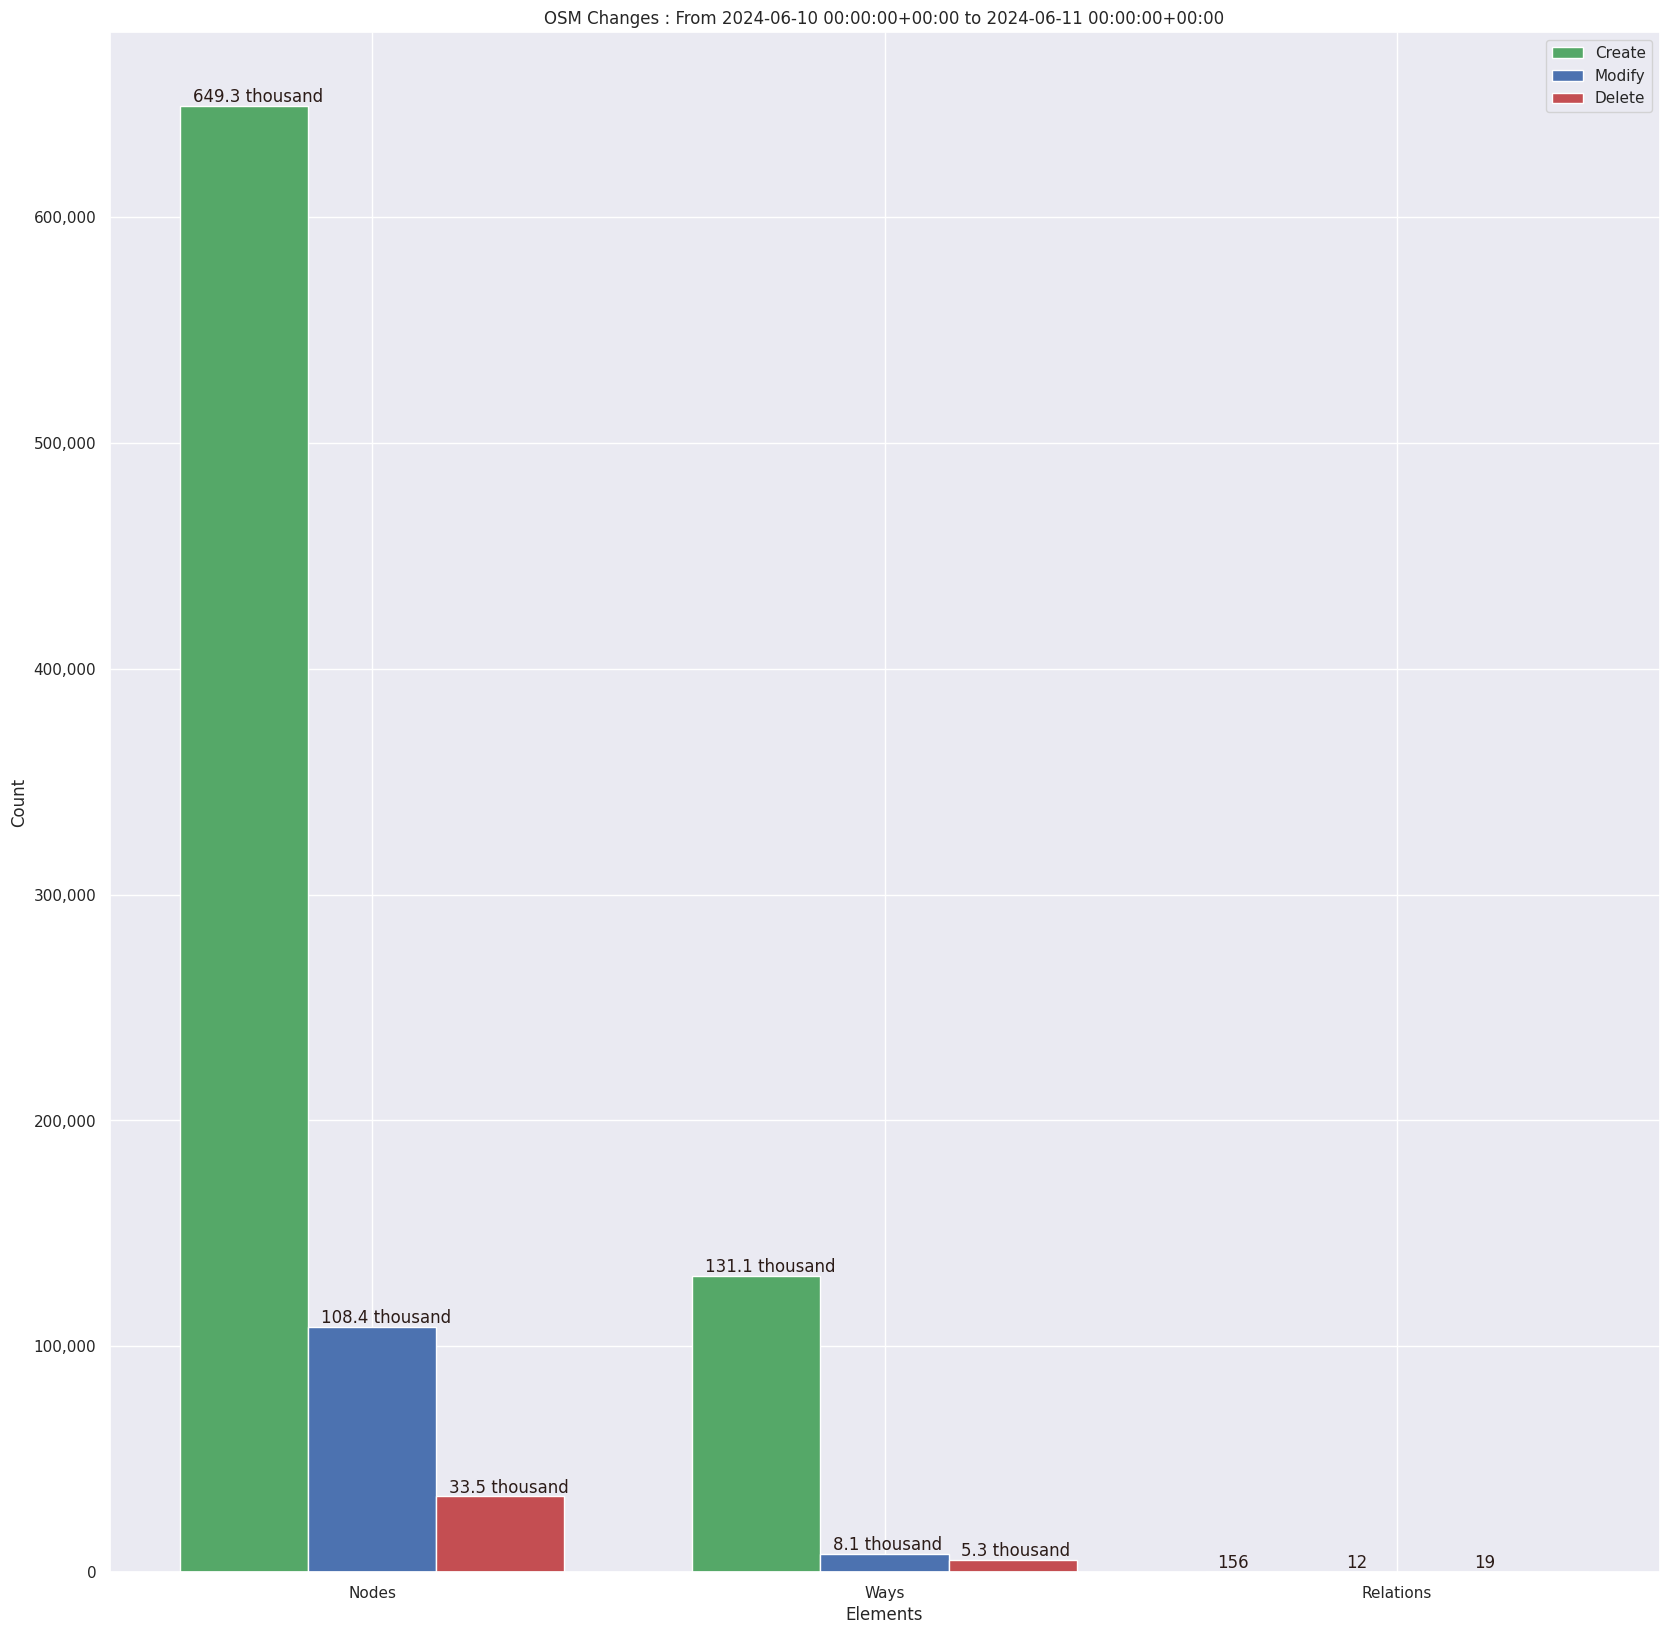 OSM Changes : From 2024-06-10 00:00:00+00:00 to 2024-06-11 00:00:00+00:00
Create
Modify
Delete
649.3 thousand
600,000
500,000
400,000
300,000
200,000
100,000
0
Count
131.1 thousand
108.4 thousand
33.5 thousand
8.1 thousand
5.3 thousand
156
12
19
Nodes
Ways
Relations
Elements